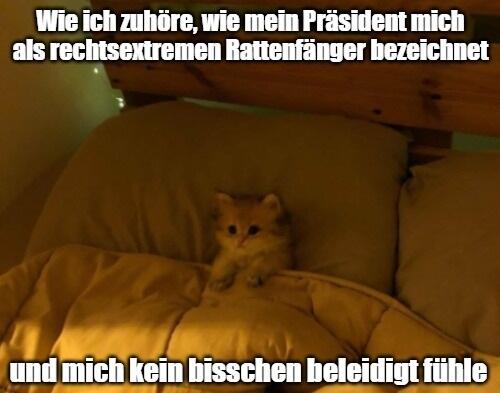 Wie ich zuhöre, wie mein Präsident mich
als rechtsextremen Rattenfänger bezeichnet
und mich kein bisschen beleidigt fühle